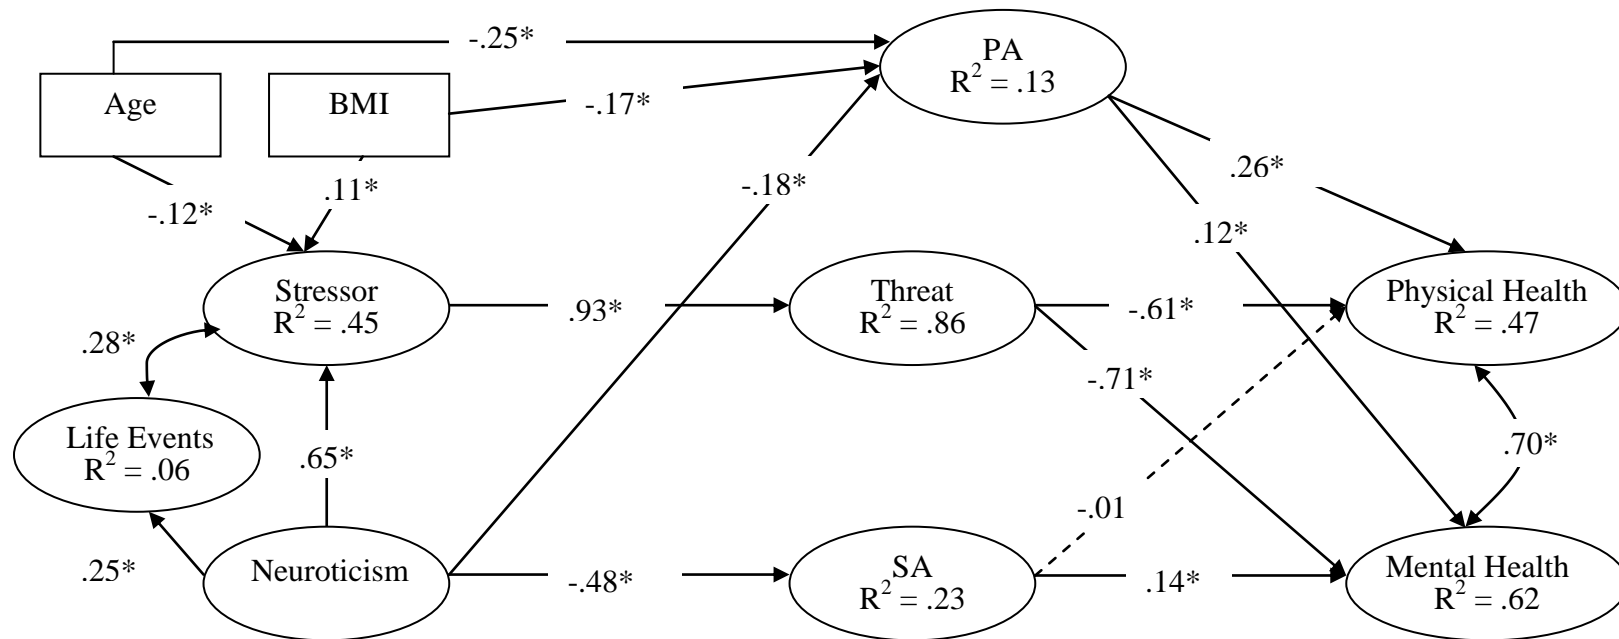 -.25*
PA
R² = .13
Age
BMI
-.17*
.26*
-.12*
.11*
-.18*
.12*
Stressor
R² = .45
.93*
Threat
R² = .86
-.61*
Physical Health
R² = .47
.28*
-.71*
Life Events
R² = .06
.65*
.70*
-.01
.25*
Neuroticism
-.48*
SA
R² = .23
.14*
Mental Health
R² = .62